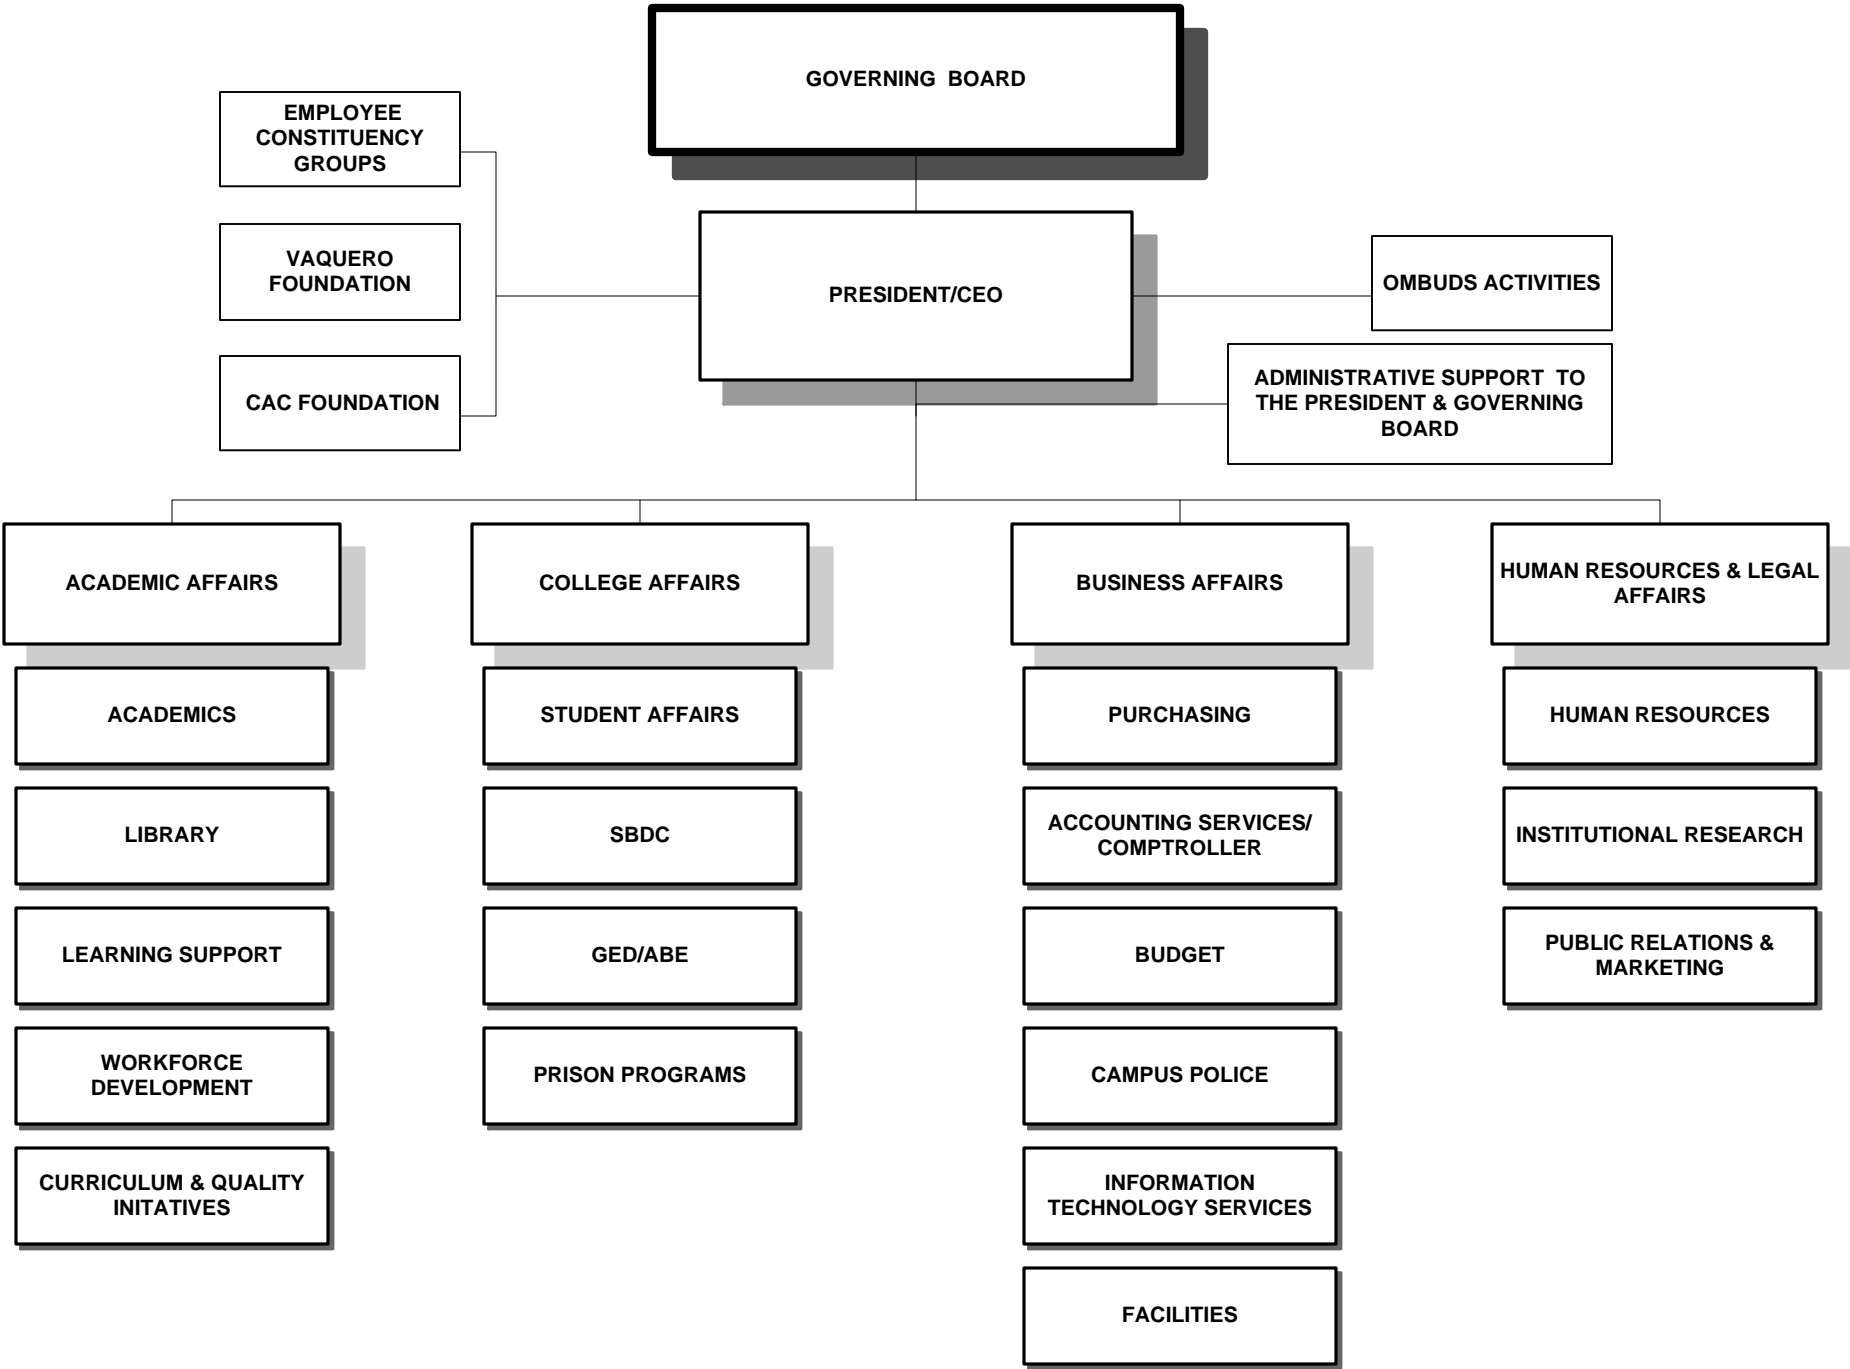 GOVERNING BOARD
EMPLOYEE
CONSTITUENCY
GROUPS
VAQUERO
FOUNDATION
CAC FOUNDATION
PRESIDENT/CEO
OMBUDS ACTIVITIES
ADMINISTRATIVE SUPPORT TO
THE PRESIDENT & GOVERNING
BOARD
ACADEMIC AFFAIRS
ACADEMICS
LIBRARY
LEARNING SUPPORT
WORKFORCE
DEVELOPMENT
CURRICULUM & QUALITY
INITATIVES
COLLEGE AFFAIRS
STUDENT AFFAIRS
SBDC
GED/ABE
PRISON PROGRAMS
BUSINESS AFFAIRS
PURCHASING
ACCOUNTING SERVICES/
COMPTROLLER
BUDGET
CAMPUS POLICE
INFORMATION
TECHNOLOGY SERVICES
FACILITIES
HUMAN RESOURCES & LEGAL
AFFAIRS
HUMAN RESOURCES
INSTITUTIONAL RESEARCH
PUBLIC RELATIONS &
MARKETING